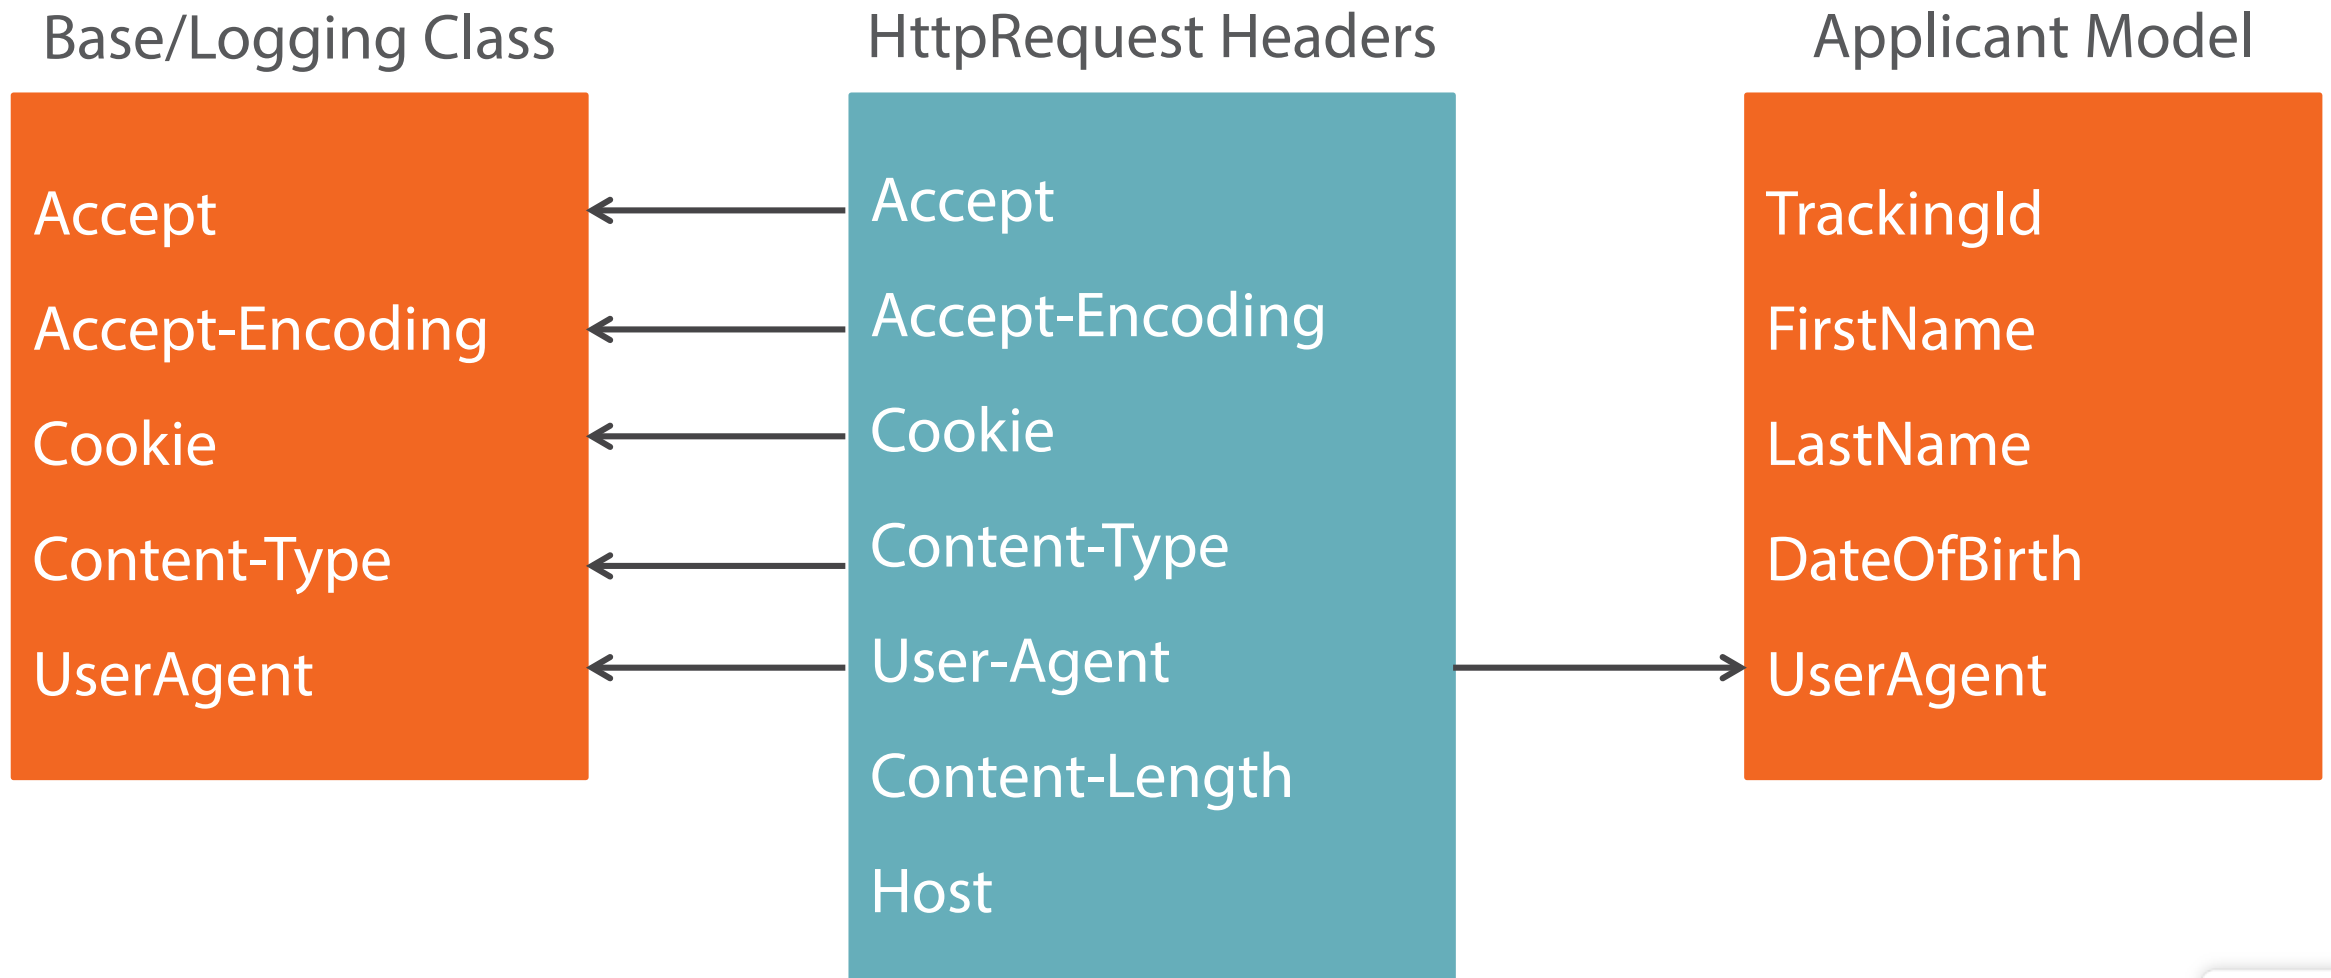 Base/Logging Class
Accept
Accept-Encoding
Cookie
Content-Type
UserAgent
HttpRequest Headers
Accept
Accept-Encoding
Cookie
Content-Type
User-Agent
Content-Length
Host
Applicant Model
TrackingId
FirstName
LastName
DateOfBirth
UserAgent